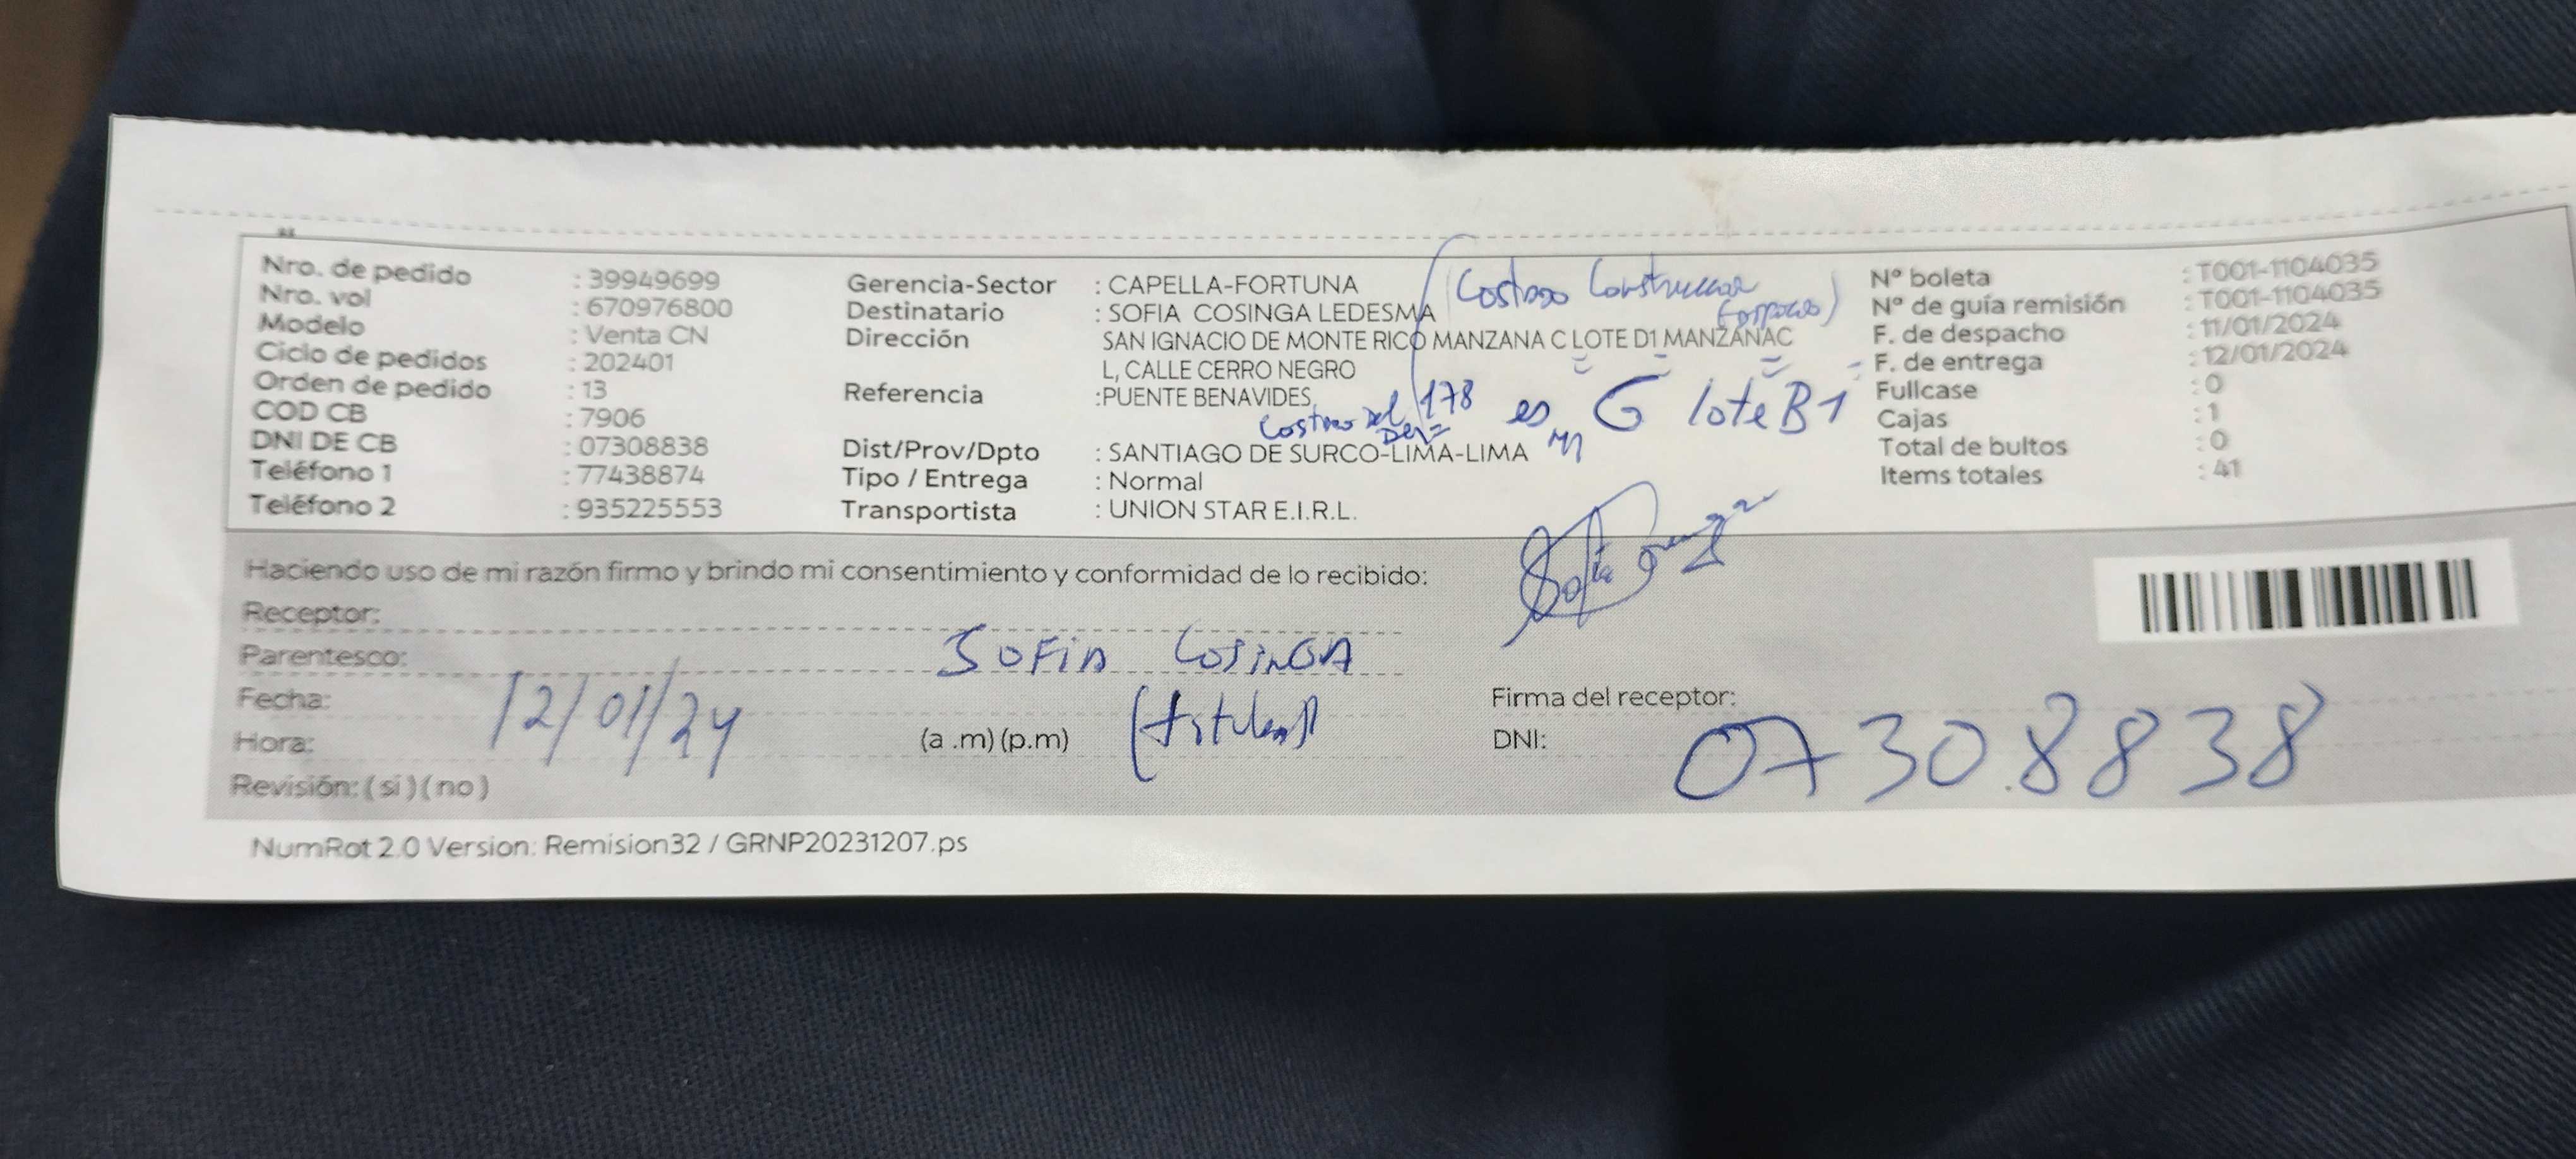 Nro. de pedido : 39949699
Nro. vol : 670976800
Modelo : Venta CN
Ciclo de pedidos : 202401
Orden de pedido : 13
COD CB : 7906
DNI DE CB : 07308838
Teléfono 1 : 77438874
Teléfono 2 : 935225553
Gerencia-Sector : CAPELLA-FORTUNA
Destinatario : SOFIA COSINGA LEDESMA
Dirección SAN IGNACIO DE MONTE RICO MANZANA C LOTE D1 MANZANAC
L, CALLE CERRO NEGRO
Referencia :PUENTE BENAVIDES,
178 es G lote B1
Mz
Dist/Prov/Dpto : SANTIAGO DE SURCO-LIMA-LIMA
Tipo / Entrega : Normal
Transportista : UNION STAR E.I.R.L.
N° boleta : T001-1104035
N° de guía remisión : T001-1104035
F. de despacho : 11/01/2024
F. de entrega : 12/01/2024
Fullcase : 0
Cajas : 1
Total de bultos : 0
Items totales : 41
Haciendo uso de mi razón firmo y brindo mi consentimiento y conformidad de lo recibido:
Receptor:
Parentesco: SOFIA COSINGA
Fecha: 12/01/24 (titular)
Hora: (a .m) (p.m)
Revisión: ( si ) ( no )
Firma del receptor:
DNI: 07308838
NumRot 2.0 Version: Remision32 / GRNP20231207.ps